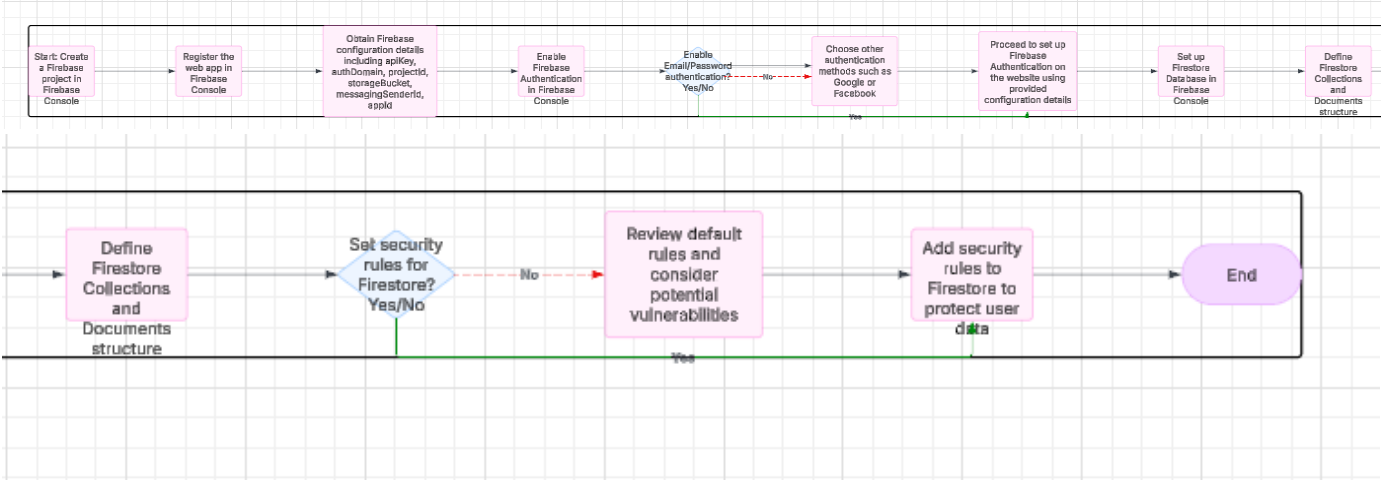 Start: Create
a Firebase
project in
Firebase
Console
Register the
web app in
Firebase
Console
Obtain Firebase
configuration details
including apiKey,
authDomain, projectId,
storageBucket,
messagingSenderId,
appId
Enable
Firebase
Authentication
in Firebase
Console
Enable
Email/Password
authentication?
Yes/No
No
Choose other
authentication
methods such as
Google or
Facebook
Yes
Proceed to set up
Firebase
Authentication on
the website using
provided
configuration details
Set up
Firestore
Database in
Firebase
Console
Define
Firestore
Collections
and
Documents
structure
Define
Firestore
Collections
and
Documents
structure
Set security
rules for
Firestore?
Yes/No
No
Review default
rules and
consider
potential
vulnerabilities
Yes
Add security
rules to
Firestore to
protect user
data
End